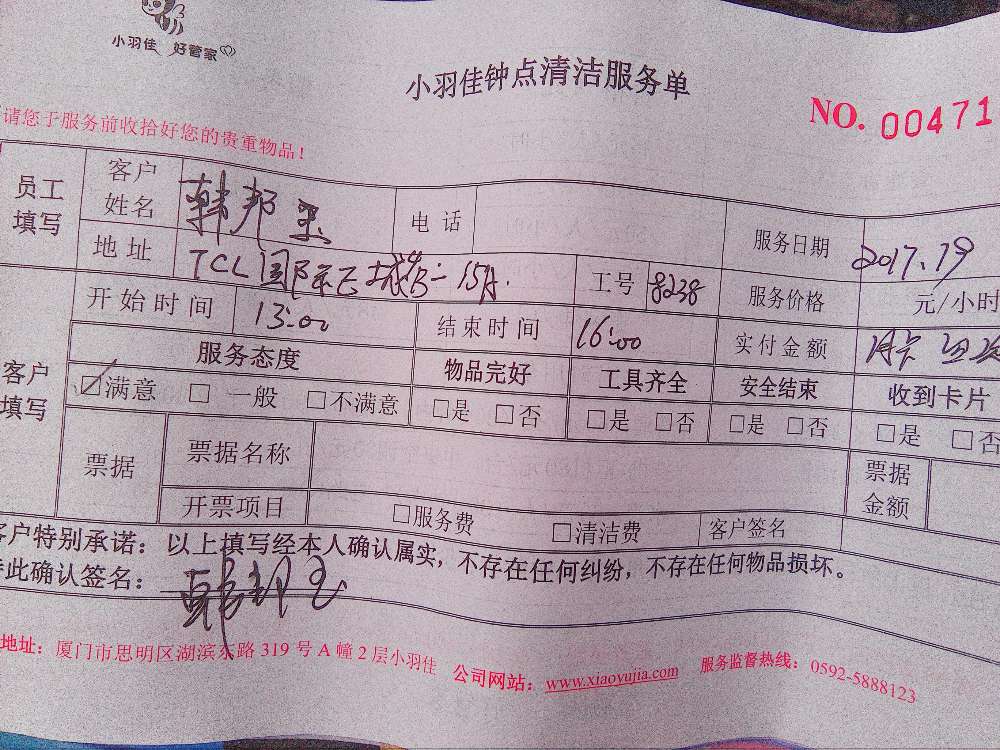 小羽佳 好管家
小羽佳钟点清洁服务单
NO. 00471
请您于服务前收拾好您的贵重物品！
员工填写 客户姓名 韩邦 电话 服务日期 2017.19
地址 TCL国际 工号 8238 服务价格 元/小时
客户填写 开始时间 13:00 结束时间 16:00 实付金额 月卡
服务态度 物品完好 工具齐全 安全结束 收到卡片
☑满意 □一般 □不满意 □是 □否 □是 □否 □是 □否 □是 □否
票据 票据名称 票据金额
开票项目 □服务费 □清洁费 客户签名
客户特别承诺：以上填写经本人确认属实，不存在任何纠纷，不存在任何物品损坏。
此确认签名： 韩邦
地址：厦门市思明区湖滨东路319号A幢2层小羽佳 公司网站：www.xiaoyujia.com 服务监督热线：0592-5888123